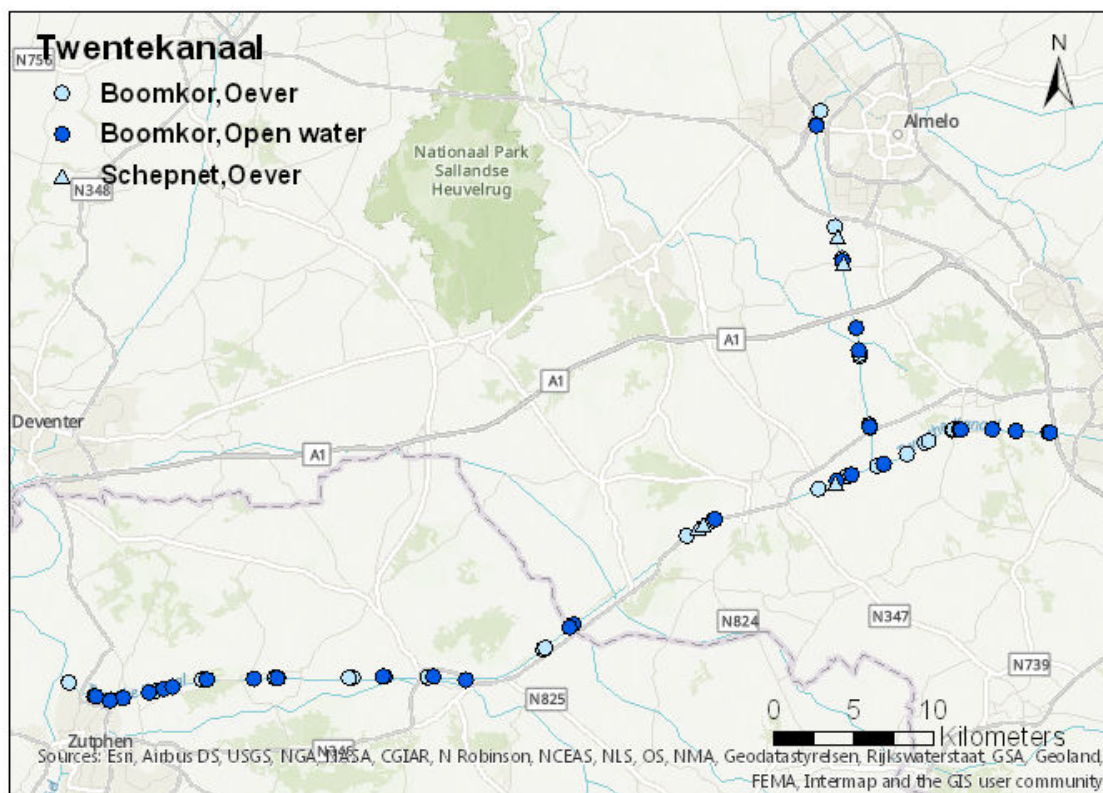 Twentekanaal
Boomkor,Oever
Boomkor,Open water
Schepnet,Oever
N756
N348
N
Almelo
Nationaal Park
Sallandse
Heuvelrug
A1
A1
A1
Deventer
N824
N347
N739
N825
Zutphen
0 5 10
Kilometers
Sources: Esri, Airbus DS, USGS, NGA, NASA, CGIAR, N Robinson, NCEAS, NLS, OS, NMA, Geodatastyrelsen, Rijkswaterstaat, GSA, Geoland,
FEMA, Intermap and the GIS user community